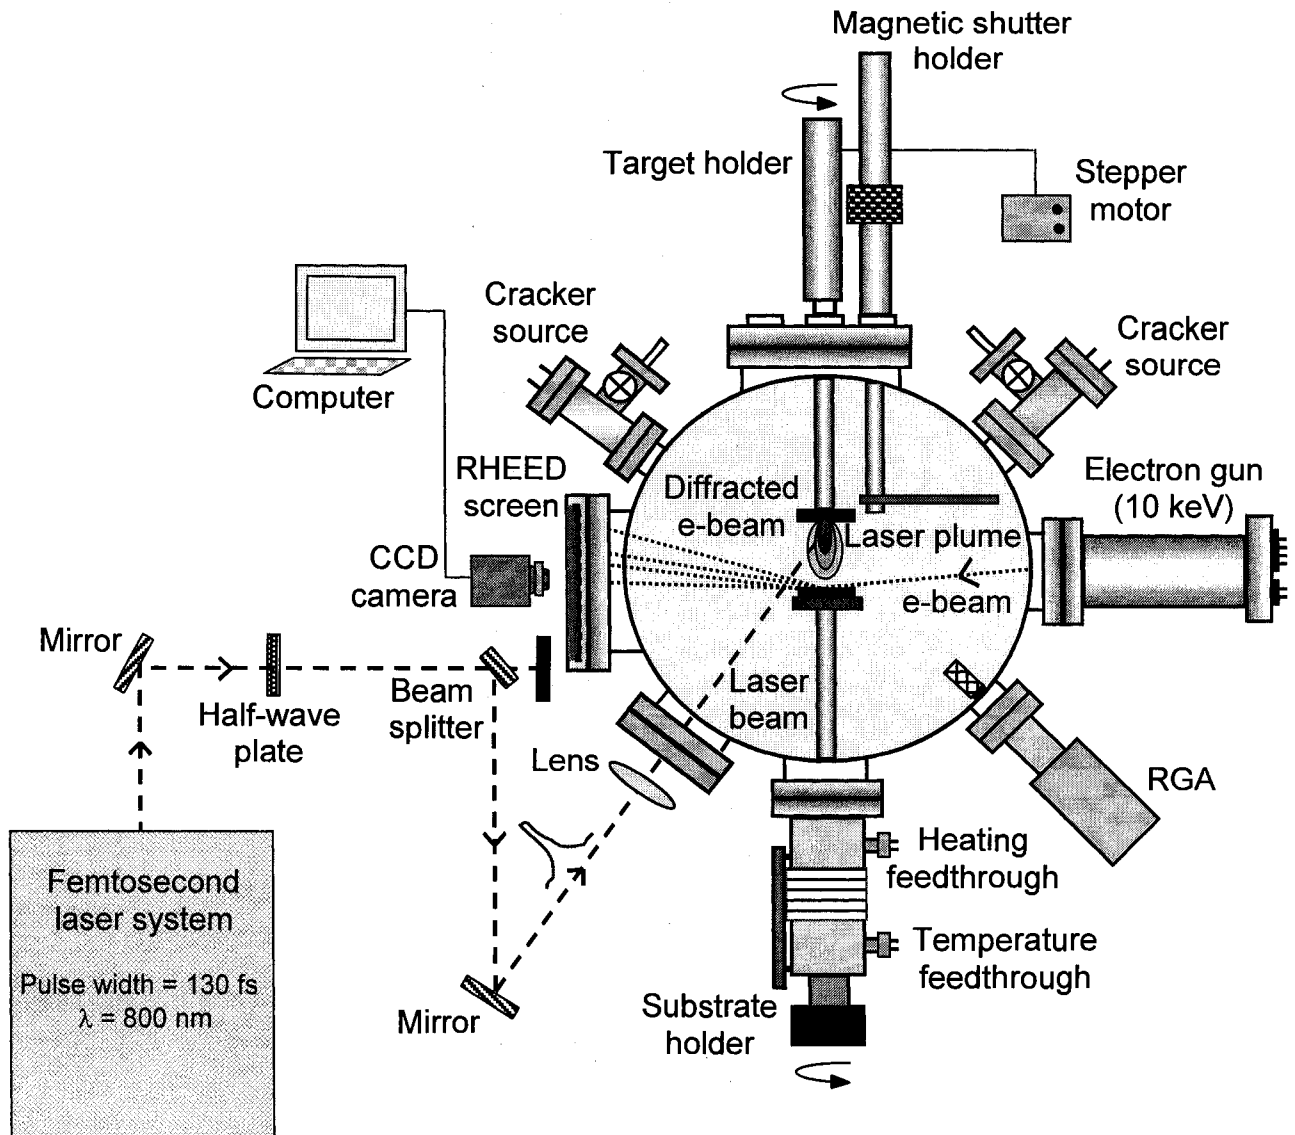 Magnetic shutter
holder
Target holder
Stepper
motor
Cracker
source
Cracker
source
Computer
RHEED
screen
Diffracted
e-beam
Electron gun
(10 keV)
Laser plume
CCD
camera
e-beam
Mirror
Half-wave
plate
Beam
splitter
Laser
beam
Lens
RGA
Heating
feedthrough
Femtosecond
laser system
Pulse width = 130 fs
λ = 800 nm
Temperature
feedthrough
Mirror
Substrate
holder